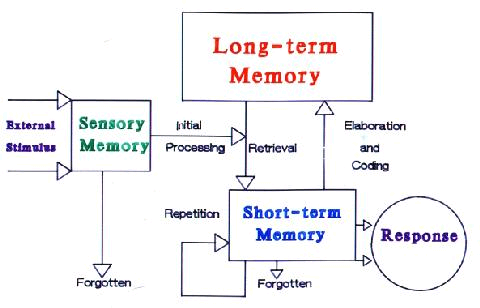 Long-term
Memory
External
Stimulus
Sensory
Memory
Initial
Processing
Retrieval
Elaboration
and
Coding
Repetition
Short-term
Memory
Response
Forgotten
Forgotten